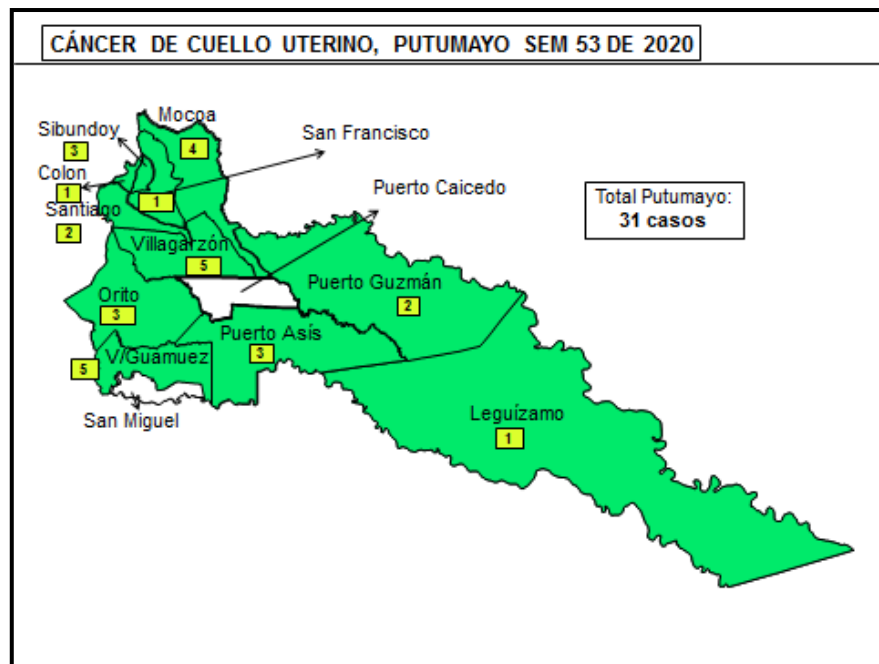 CÁNCER DE CUELLO UTERINO, PUTUMAYO SEM 53 DE 2020
Mocoa
4
Sibundoy
3
San Francisco
1
Colon
1
Puerto Caicedo
Santiago
2
Total Putumayo:
31 casos
Villagarzón
5
Puerto Guzmán
2
Orito
3
Puerto Asís
3
V/Guamuez
5
San Miguel
Leguízamo
1